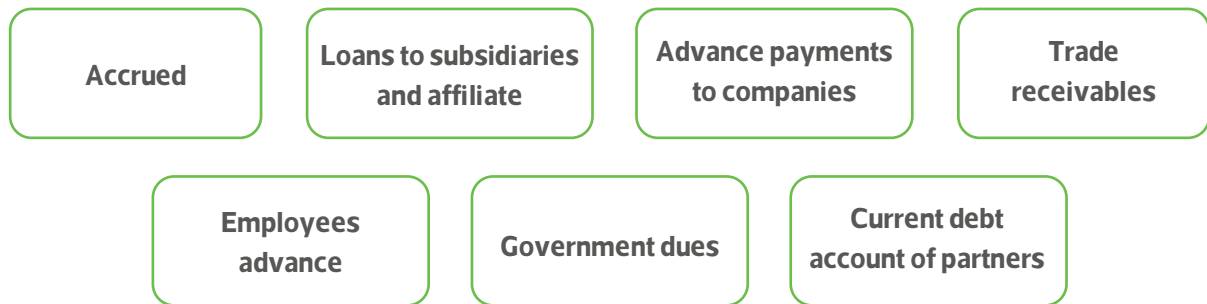 Accrued
Loans to subsidiaries
and affiliate
Advance payments
to companies
Trade
receivables
Employees
advance
Government dues
Current debt
account of partners